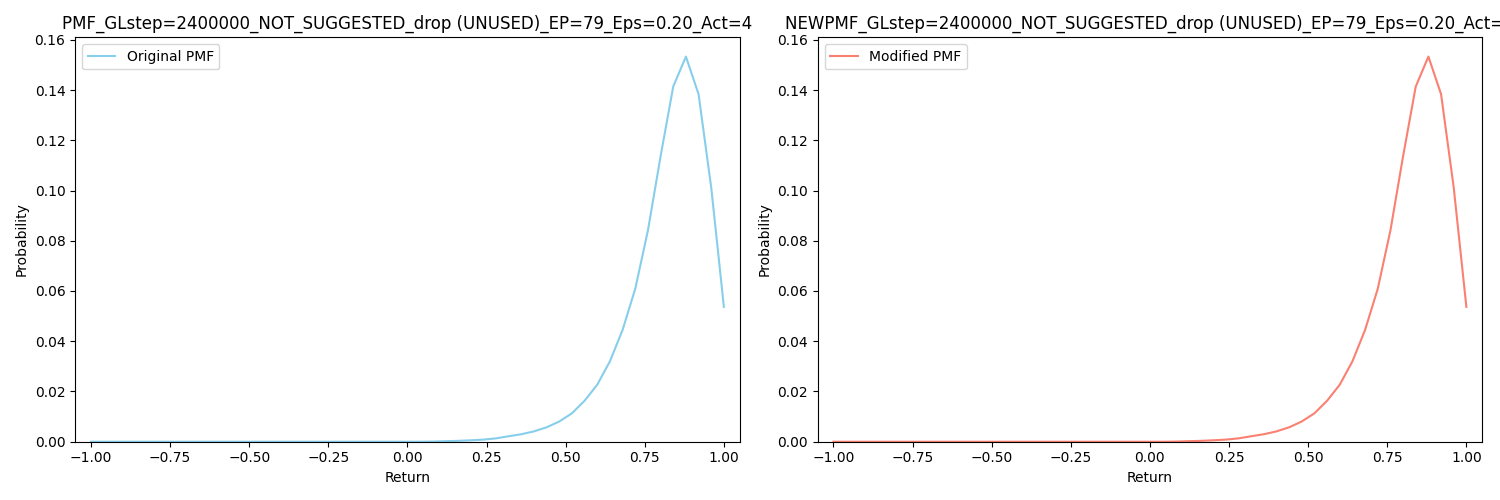 PMF_GLstep=2400000_NOT_SUGGESTED_drop (UNUSED)_EP=79_Eps=0.20_Act=4
Original PMF
0.16
0.14
0.12
0.10
0.08
0.06
0.04
0.02
0.00
Probability
−1.00 −0.75 −0.50 −0.25 0.00 0.25 0.50 0.75 1.00
Return
NEWPMF_GLstep=2400000_NOT_SUGGESTED_drop (UNUSED)_EP=79_Eps=0.20_Act=
Modified PMF
0.16
0.14
0.12
0.10
0.08
0.06
0.04
0.02
0.00
Probability
−1.00 −0.75 −0.50 −0.25 0.00 0.25 0.50 0.75 1.00
Return